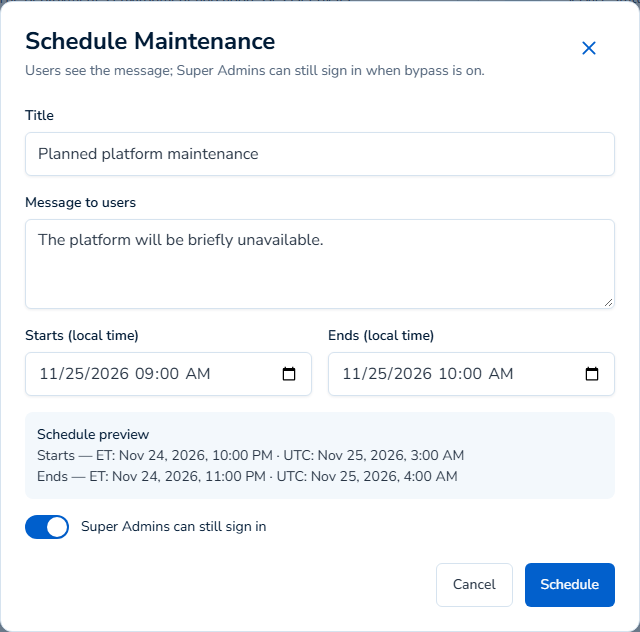 Schedule Maintenance
Users see the message; Super Admins can still sign in when bypass is on.
Title
Planned platform maintenance
Message to users
The platform will be briefly unavailable.
Starts (local time)
Ends (local time)
11/25/2026 09:00 AM
11/25/2026 10:00 AM
Schedule preview
Starts — ET: Nov 24, 2026, 10:00 PM · UTC: Nov 25, 2026, 3:00 AM
Ends — ET: Nov 24, 2026, 11:00 PM · UTC: Nov 25, 2026, 4:00 AM
Super Admins can still sign in
Cancel
Schedule